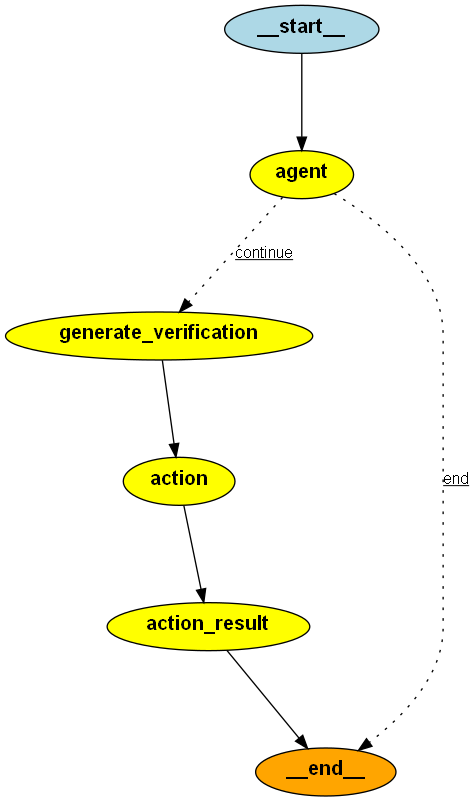 __start__
agent
continue
generate_verification
action
end
action_result
__end__